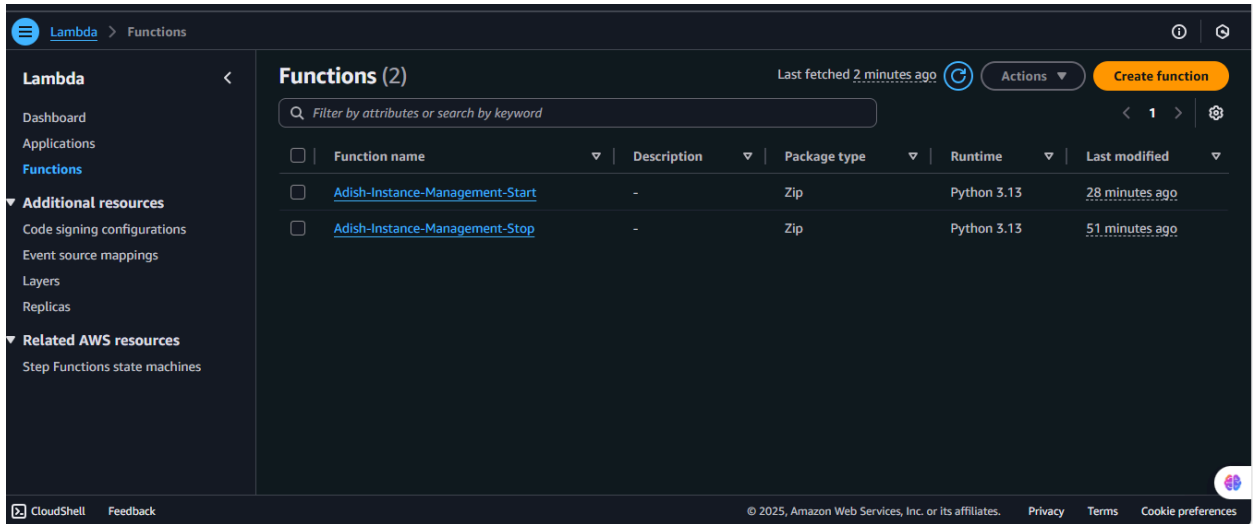 Lambda > Functions
Lambda
Dashboard
Applications
Functions
Additional resources
Code signing configurations
Event source mappings
Layers
Replicas
Related AWS resources
Step Functions state machines
Functions (2)
Last fetched 2 minutes ago
Actions
Create function
Filter by attributes or search by keyword
< 1 >
Function name Description Package type Runtime Last modified
Adish-Instance-Management-Start - Zip Python 3.13 28 minutes ago
Adish-Instance-Management-Stop - Zip Python 3.13 51 minutes ago
CloudShell Feedback © 2025, Amazon Web Services, Inc. or its affiliates. Privacy Terms Cookie preferences